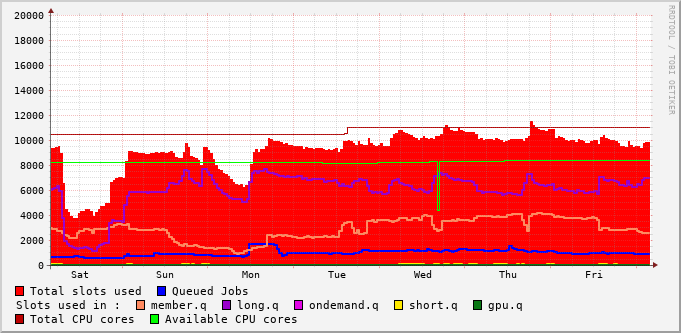 RRDTOOL / TOBI OETIKER
20000
18000
16000
14000
12000
10000
8000
6000
4000
2000
0
Sat Sun Mon Tue Wed Thu Fri
Total slots used Queued Jobs
Slots used in : member.q long.q ondemand.q short.q gpu.q
Total CPU cores Available CPU cores